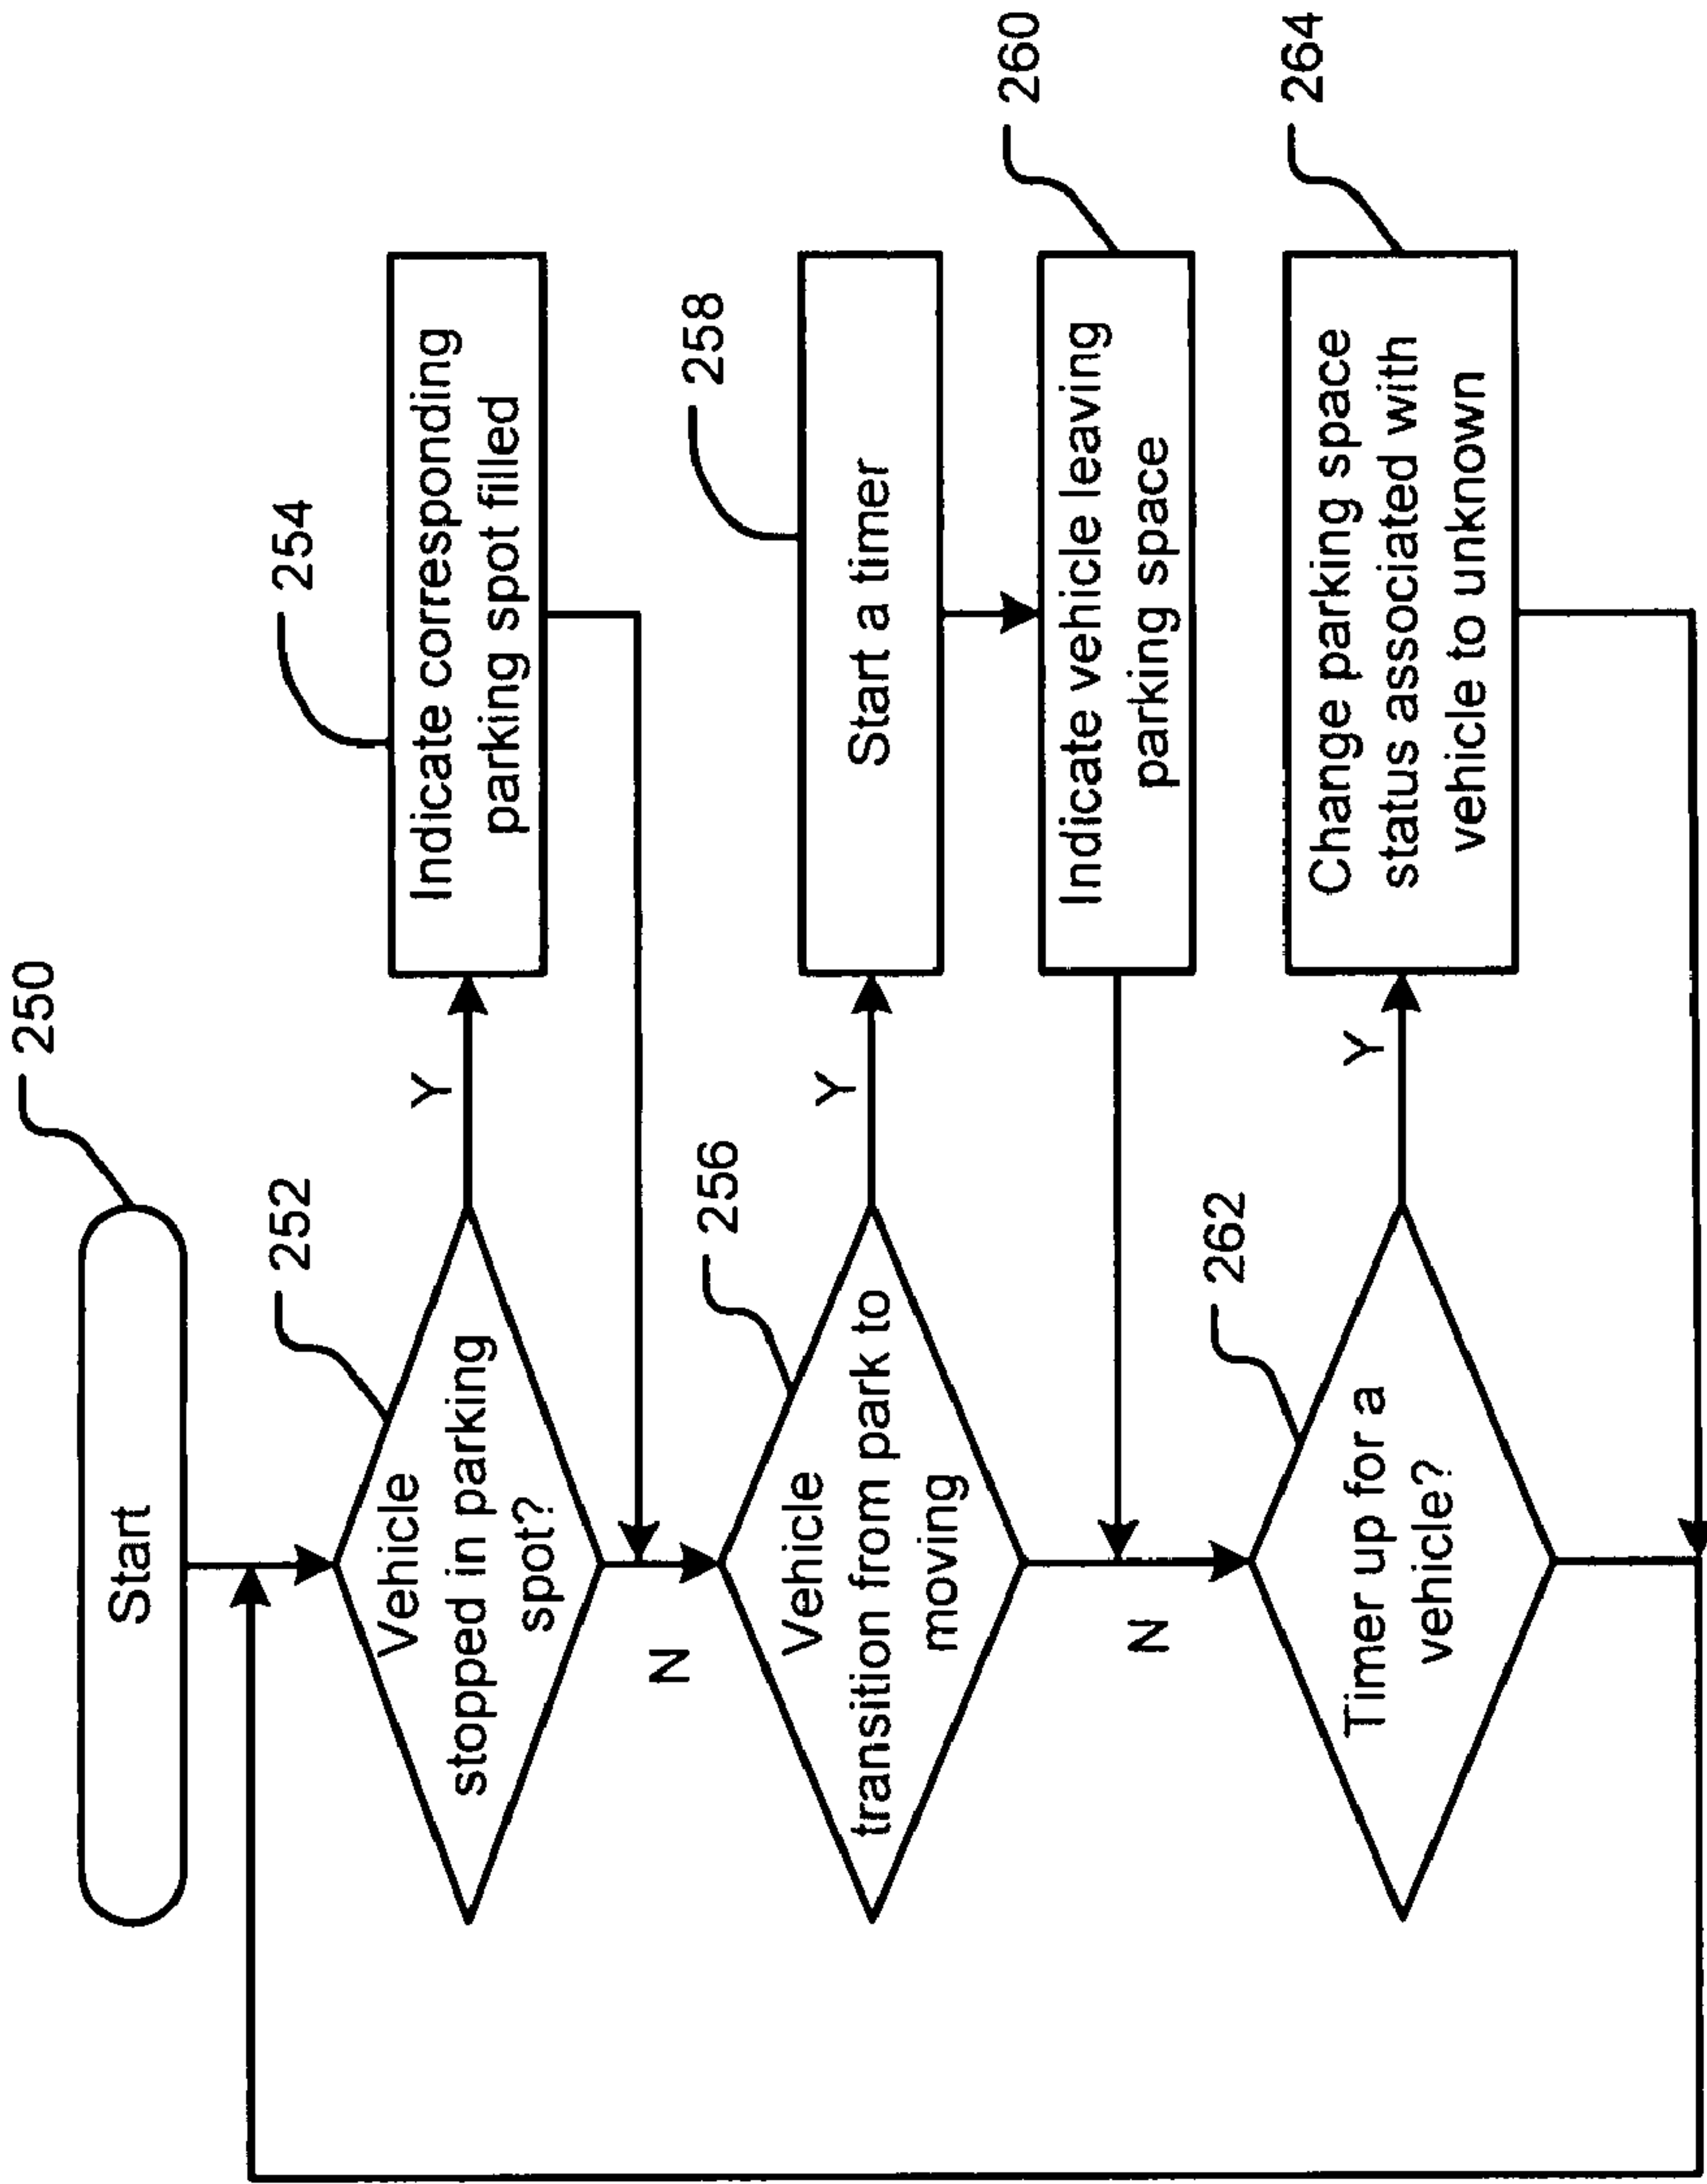 Start
250
Vehicle
stopped in parking
spot?
252
Y
Indicate corresponding
parking spot filled
254
N
Vehicle
transition from park to
moving
256
Y
Start a timer
258
Indicate vehicle leaving
parking space
260
N
Timer up for a
vehicle?
262
Y
Change parking space
status associated with
vehicle to unknown
264